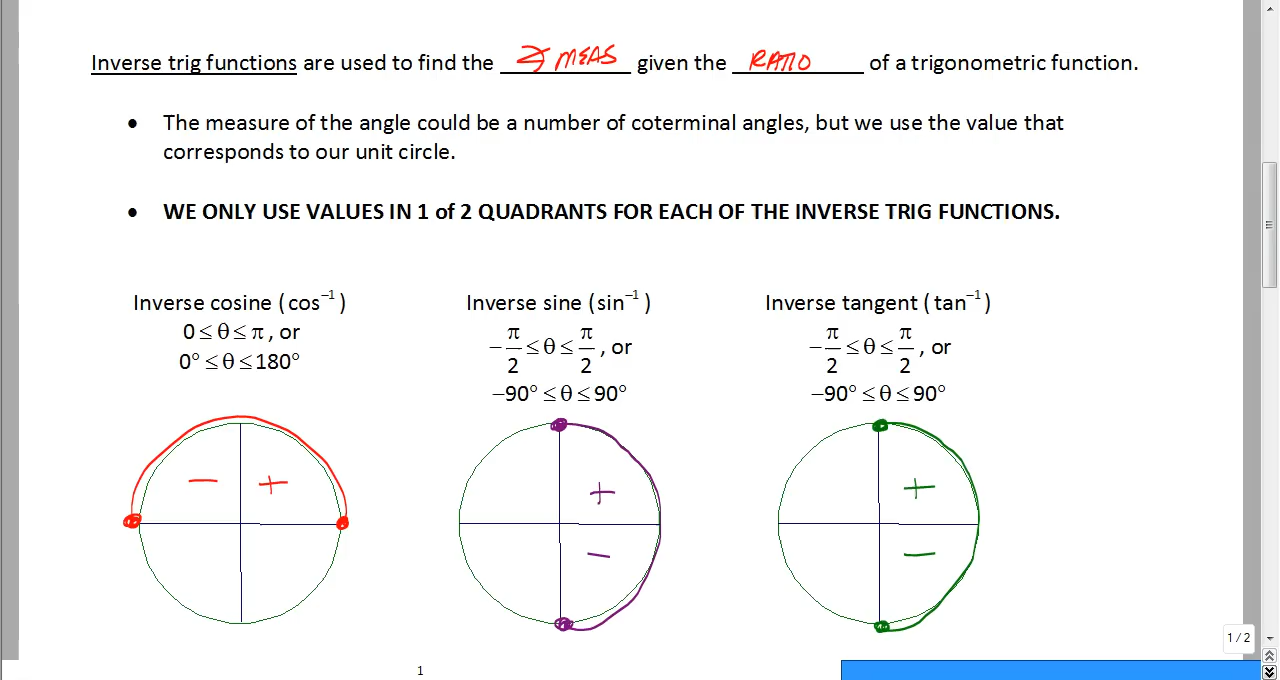 Inverse trig functions are used to find the ∡ MEAS given the RATIO of a trigonometric function.
• The measure of the angle could be a number of coterminal angles, but we use the value that
corresponds to our unit circle.
• WE ONLY USE VALUES IN 1 of 2 QUADRANTS FOR EACH OF THE INVERSE TRIG FUNCTIONS.
Inverse cosine (cos⁻¹)
0 ≤ θ ≤ π, or
0° ≤ θ ≤ 180°
Inverse sine (sin⁻¹)
−π/2 ≤ θ ≤ π/2, or
−90° ≤ θ ≤ 90°
Inverse tangent (tan⁻¹)
−π/2 ≤ θ ≤ π/2, or
−90° ≤ θ ≤ 90°
− +
+
−
+
−
1 / 2
1